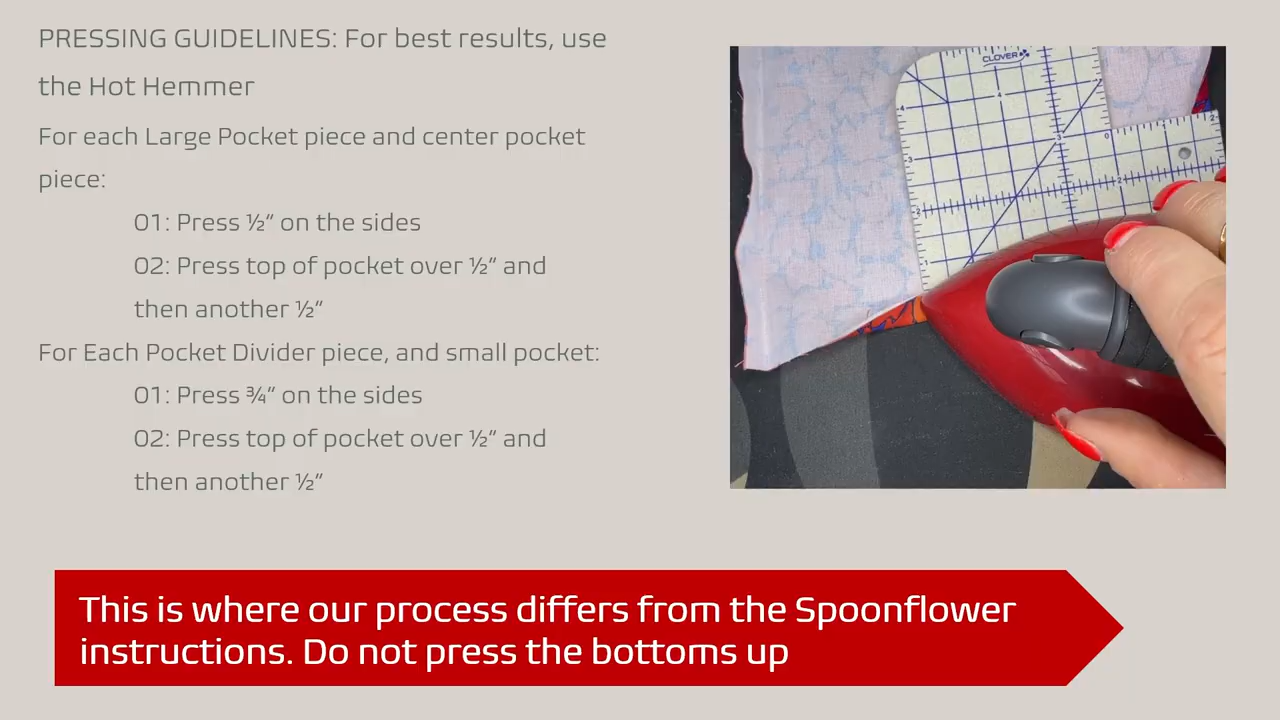 PRESSING GUIDELINES: For best results, use
the Hot Hemmer
For each Large Pocket piece and center pocket
piece:
01: Press ½” on the sides
02: Press top of pocket over ½” and
then another ½”
For Each Pocket Divider piece, and small pocket:
01: Press ¾” on the sides
02: Press top of pocket over ½” and
then another ½”
CLOVER
This is where our process differs from the Spoonflower
instructions. Do not press the bottoms up